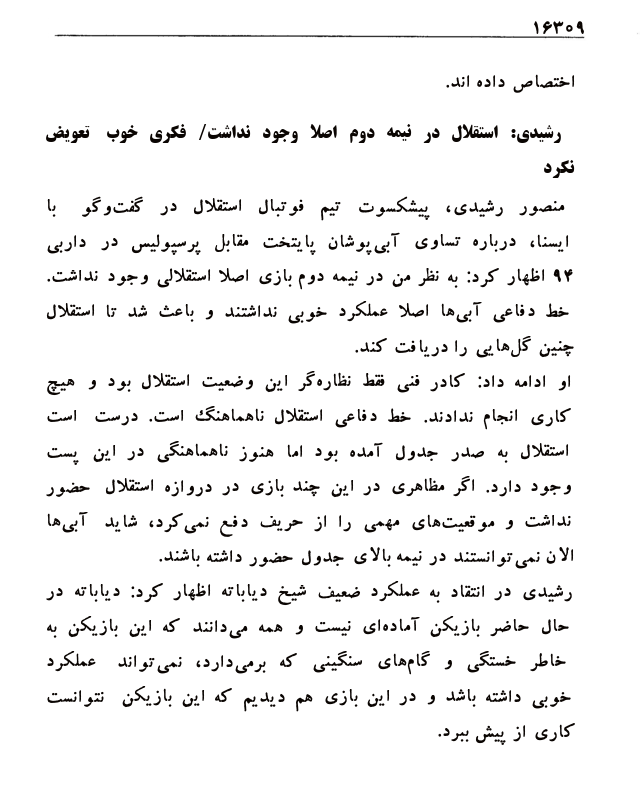 ۱۶۳۰۹
اختصاص داده اند.
رشیدی: استقلال در نیمه دوم اصلا وجود نداشت/ فکری خوب تعویض
نکرد
منصور رشیدی، پیشکسوت تیم فوتبال استقلال در گفت‌وگو با
ایسنا، درباره تساوی آبی‌پوشان پایتخت مقابل پرسپولیس در داربی
۹۴ اظهار کرد: به نظر من در نیمه دوم بازی اصلا استقلالی وجود نداشت.
خط دفاعی آبی‌ها اصلا عملکرد خوبی نداشتند و باعث شد تا استقلال
چنین گل‌هایی را دریافت کند.
او ادامه داد: کادر فنی فقط نظاره‌گر این وضعیت استقلال بود و هیچ
کاری انجام ندادند. خط دفاعی استقلال ناهماهنگ است. درست است
استقلال به صدر جدول آمده بود اما هنوز ناهماهنگی در این پست
وجود دارد. اگر مظاهری در این چند بازی در دروازه استقلال حضور
نداشت و موقعیت‌های مهمی را از حریف دفع نمی‌کرد، شاید آبی‌ها
الان نمی‌توانستند در نیمه بالای جدول حضور داشته باشند.
رشیدی در انتقاد به عملکرد ضعیف شیخ دیاباته اظهار کرد: دیاباته در
حال حاضر بازیکن آماده‌ای نیست و همه می‌دانند که این بازیکن به
خاطر خستگی و گام‌های سنگینی که برمی‌دارد، نمی‌تواند عملکرد
خوبی داشته باشد و در این بازی هم دیدیم که این بازیکن نتوانست
کاری از پیش ببرد.